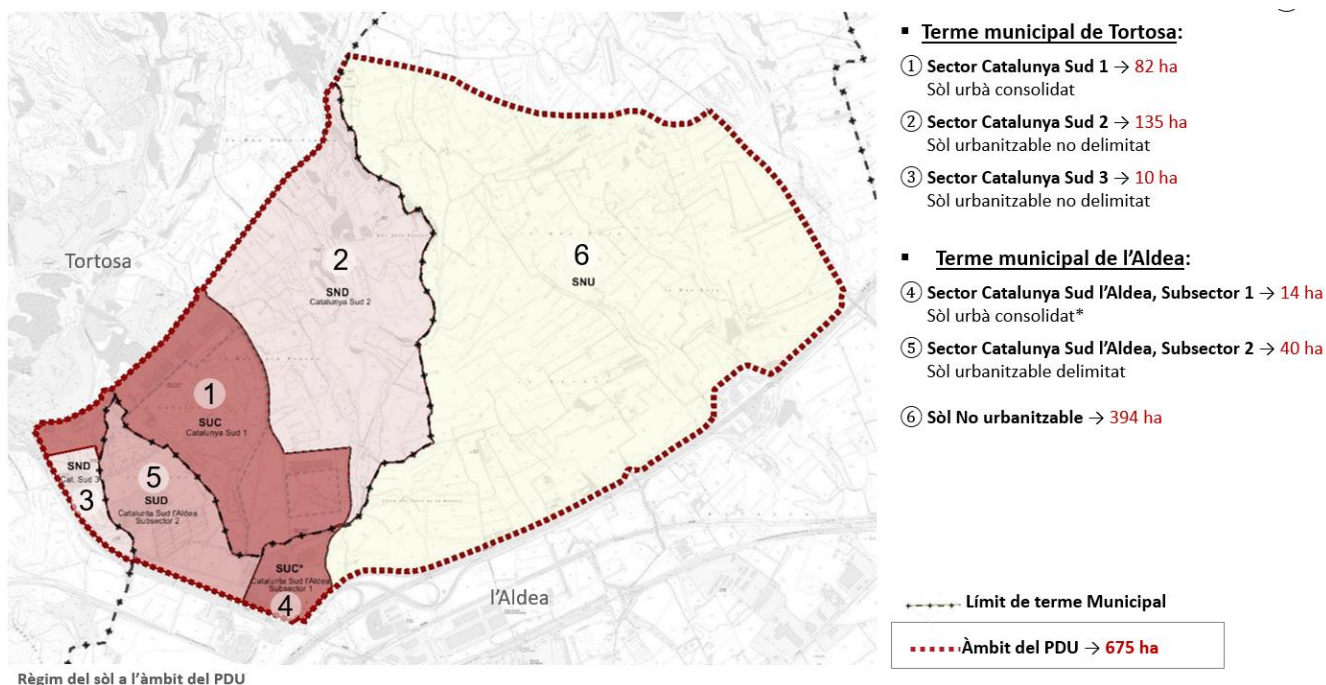 Tortosa
2
SND
Catalunya Sud 2
6
SNU
1
SUC
Catalunya Sud 1
SND
Cat. Sud 3
3
5
SUD
Catalunta Sud l'Aldea
Subsector 2
SUC*
Catalunta Sud l'Aldea
Subsector 1
4
l'Aldea
Règim del sòl a l'àmbit del PDU
▪ Terme municipal de Tortosa:
① Sector Catalunya Sud 1 → 82 ha
Sòl urbà consolidat
② Sector Catalunya Sud 2 → 135 ha
Sòl urbanitzable no delimitat
③ Sector Catalunya Sud 3 → 10 ha
Sòl urbanitzable no delimitat
▪ Terme municipal de l'Aldea:
④ Sector Catalunya Sud l'Aldea, Subsector 1 → 14 ha
Sòl urbà consolidat*
⑤ Sector Catalunya Sud l'Aldea, Subsector 2 → 40 ha
Sòl urbanitzable delimitat
⑥ Sòl No urbanitzable → 394 ha
Límit de terme Municipal
Àmbit del PDU → 675 ha